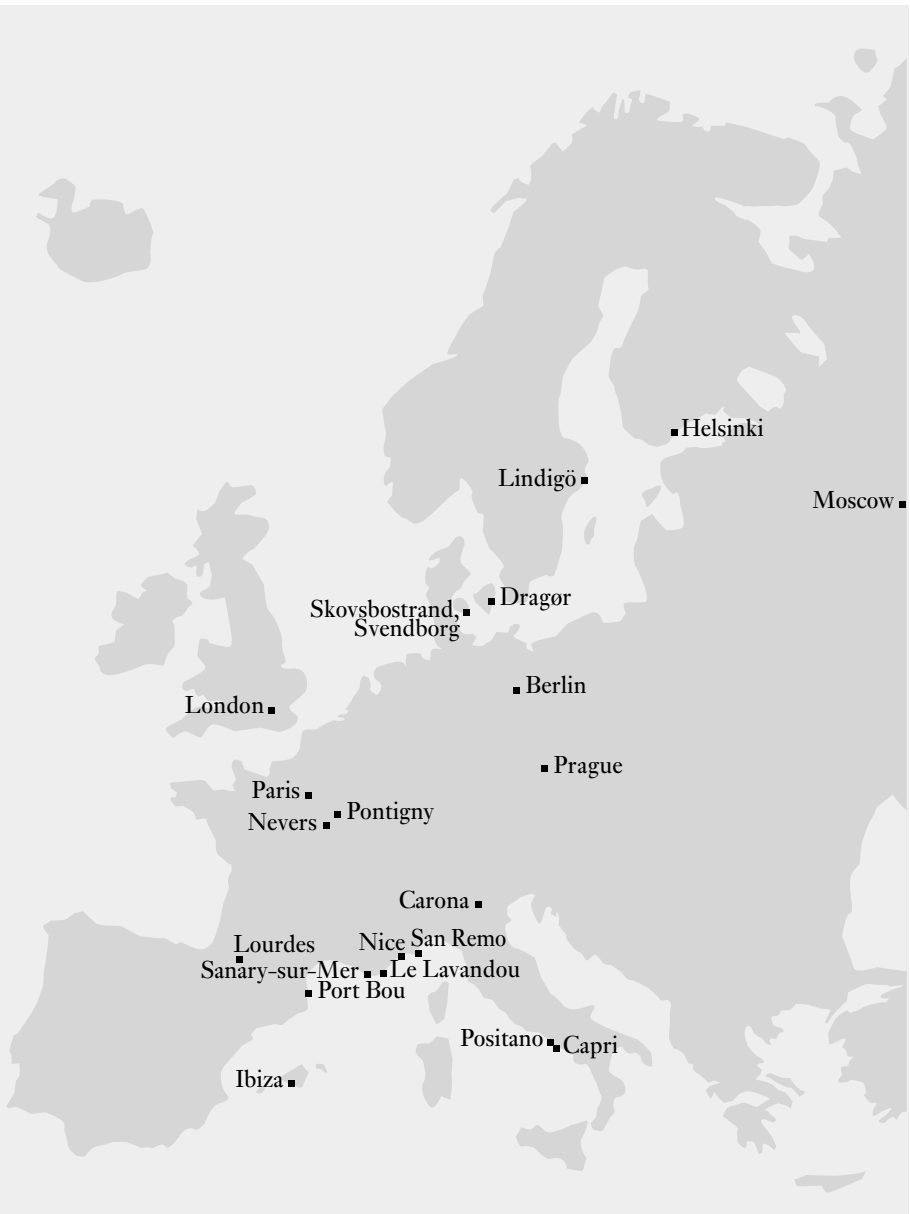 Helsinki
Lindigö
Moscow
Dragør
Skovsbostrand,
Svendborg
Berlin
London
Prague
Paris
Pontigny
Nevers
Carona
Lourdes
Nice
San Remo
Sanary-sur-Mer
Le Lavandou
Port Bou
Positano
Capri
Ibiza